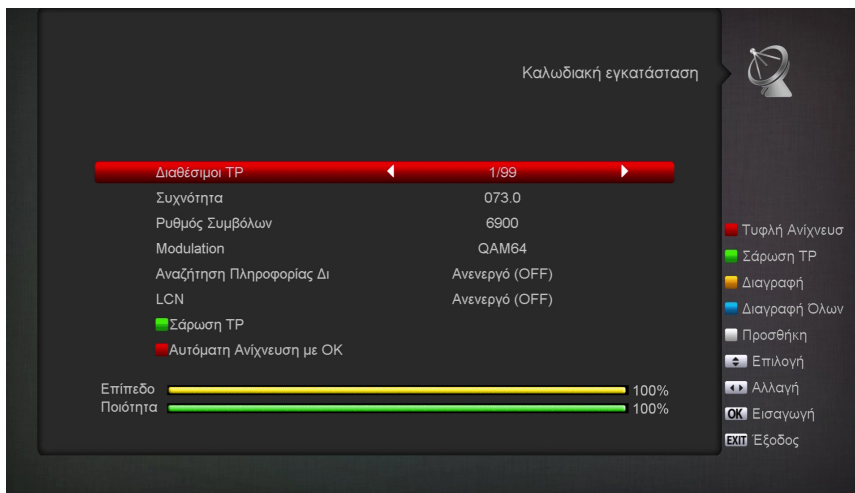 Καλωδιακή εγκατάσταση
Διαθέσιμοι TP 1/99
Συχνότητα 073.0
Ρυθμός Συμβόλων 6900
Modulation QAM64
Αναζήτηση Πληροφορίας Δι Ανενεργό (OFF)
LCN Ανενεργό (OFF)
Σάρωση TP
Αυτόματη Ανίχνευση με OK
Επίπεδο 100%
Ποιότητα 100%
Τυφλή Ανίχνευσ
Σάρωση TP
Διαγραφή
Διαγραφή Όλων
Προσθήκη
Επιλογή
Αλλαγή
OK Εισαγωγή
EXIT Έξοδος